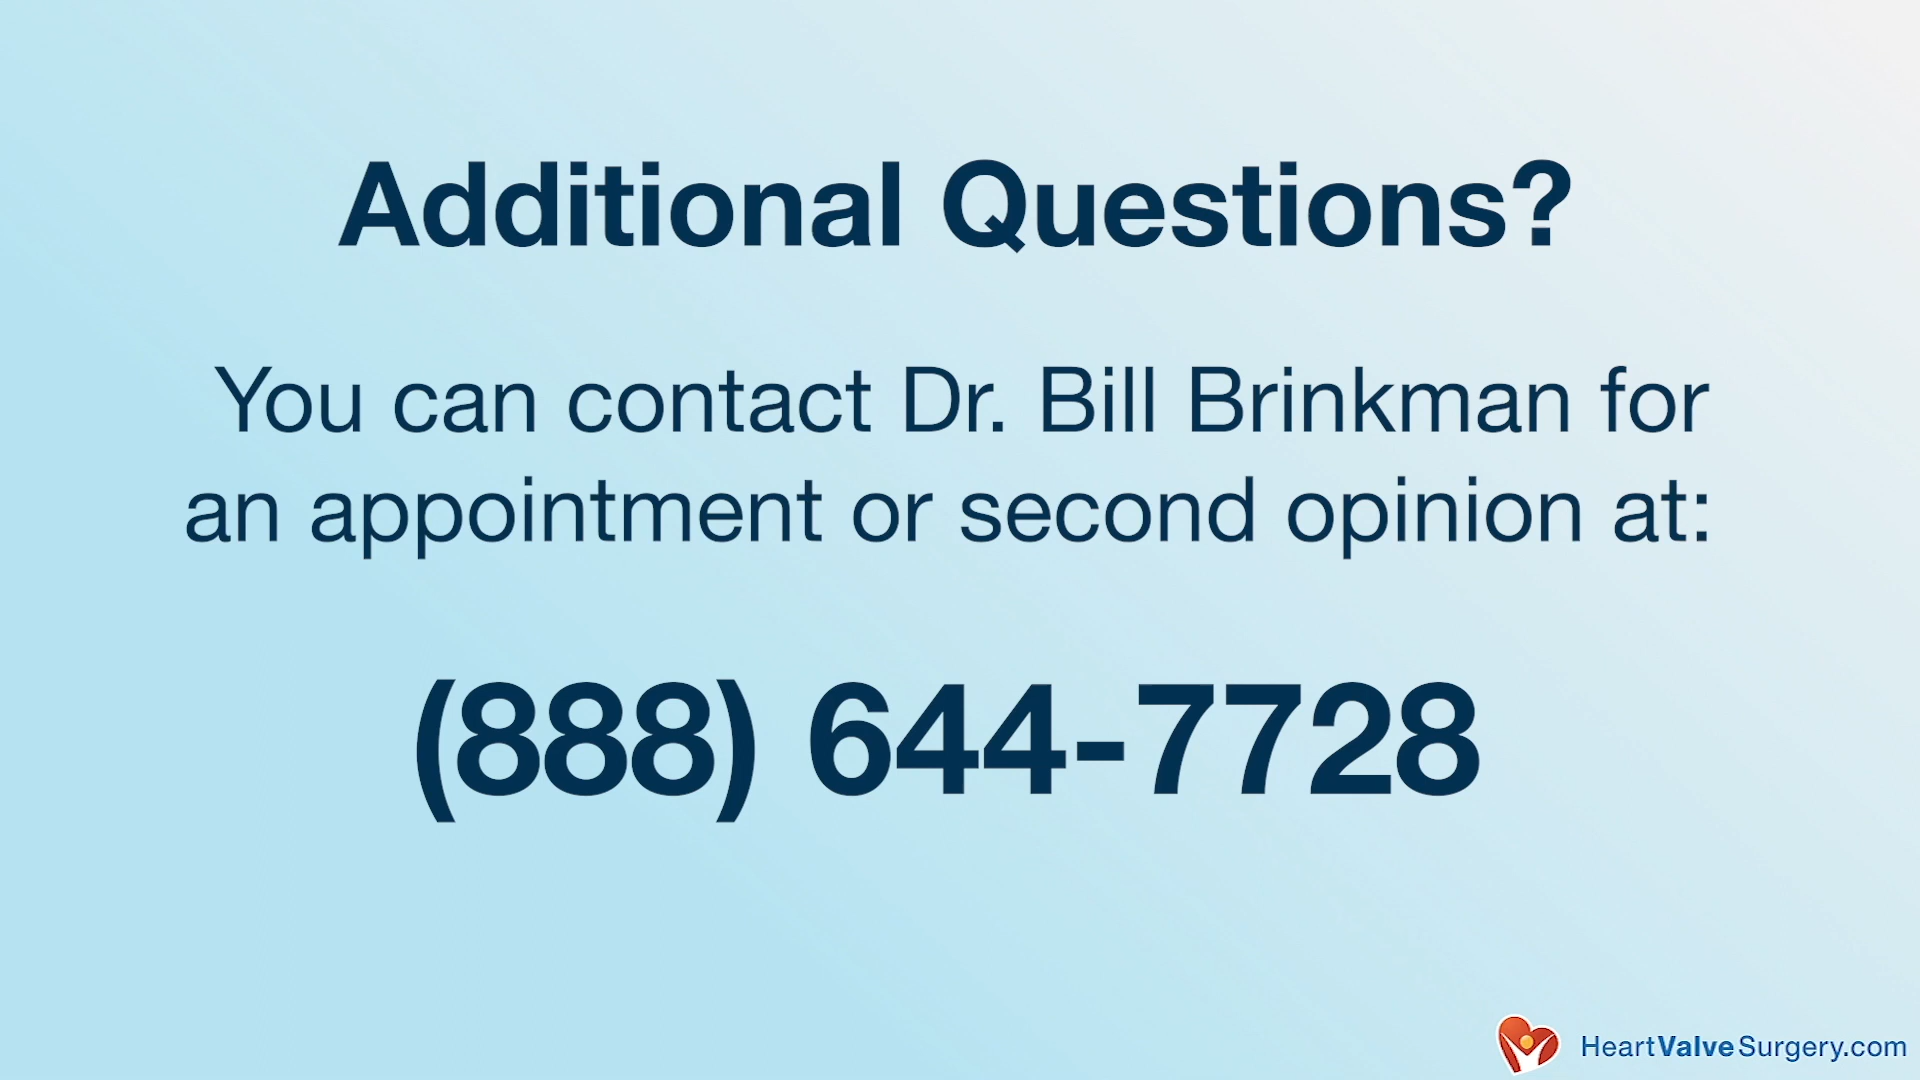 Additional Questions?
You can contact Dr. Bill Brinkman for
an appointment or second opinion at:
(888) 644-7728
HeartValveSurgery.com